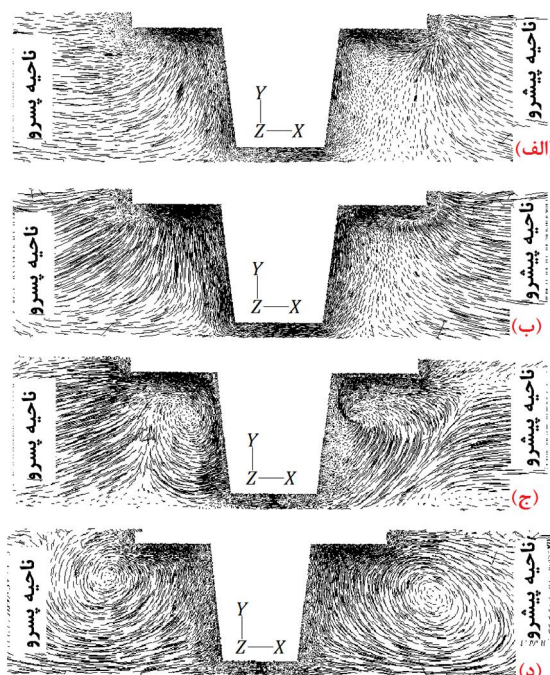 ناحیه پسرو
Y
Z X
ناحیه پیشرو
(الف)
ناحیه پسرو
Y
Z X
ناحیه پیشرو
(ب)
ناحیه پسرو
Y
Z X
ناحیه پیشرو
(ج)
ناحیه پسرو
Y
Z X
ناحیه پیشرو
(د)